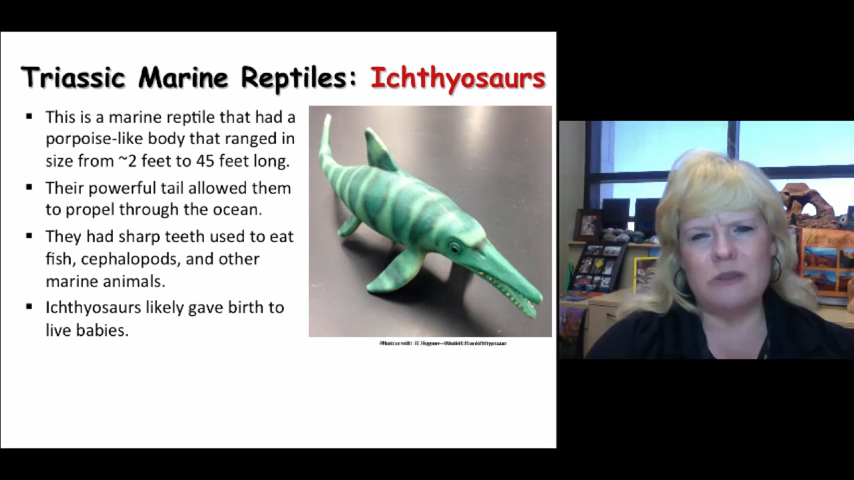 Triassic Marine Reptiles: Ichthyosaurs
▪ This is a marine reptile that had a
porpoise-like body that ranged in
size from ~2 feet to 45 feet long.
▪ Their powerful tail allowed them
to propel through the ocean.
▪ They had sharp teeth used to eat
fish, cephalopods, and other
marine animals.
▪ Ichthyosaurs likely gave birth to
live babies.